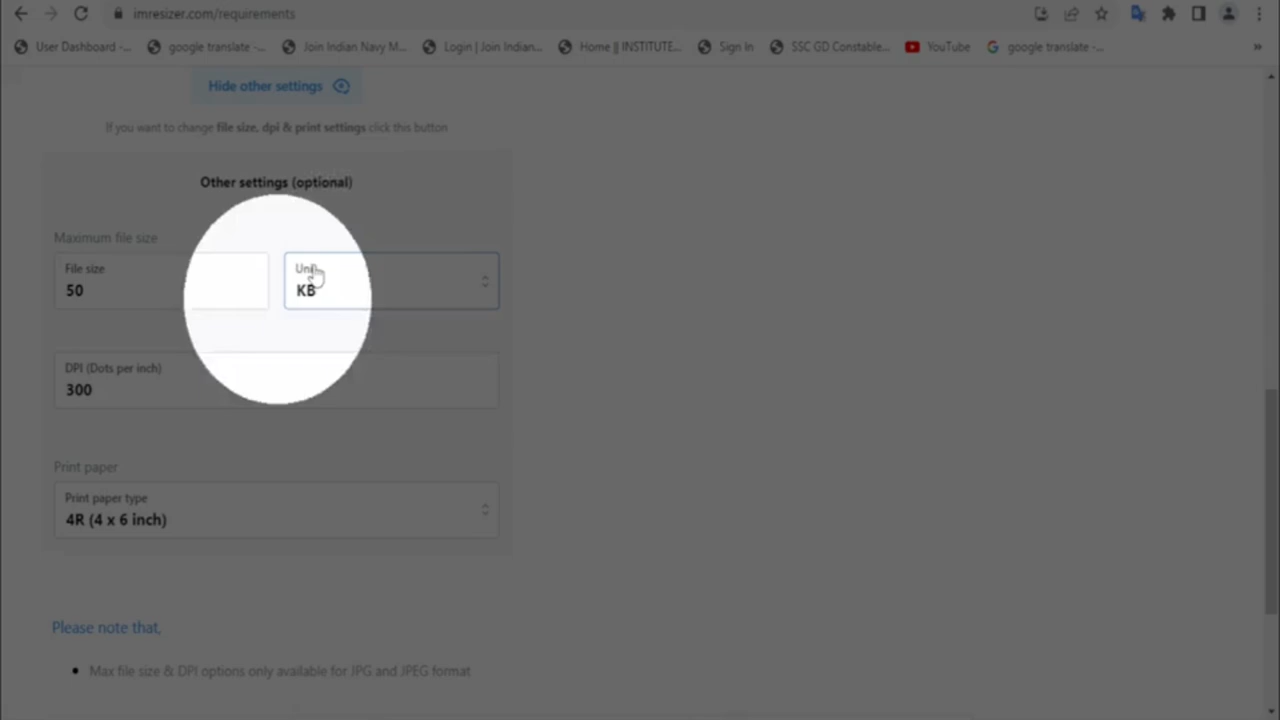 imresizer.com/requirements
User Dashboard -... google translate -... Join Indian Navy M... Login | Join Indian... Home || INSTITUTE... Sign In SSC GD Constable... YouTube google translate -... »
Hide other settings
If you want to change file size, dpi & print settings click this button
Other settings (optional)
Maximum file size
File size
50
KB
DPI (Dots per inch)
300
Print paper
Print paper type
4R (4 x 6 inch)
Please note that,
Max file size & DPI options only available for JPG and JPEG format